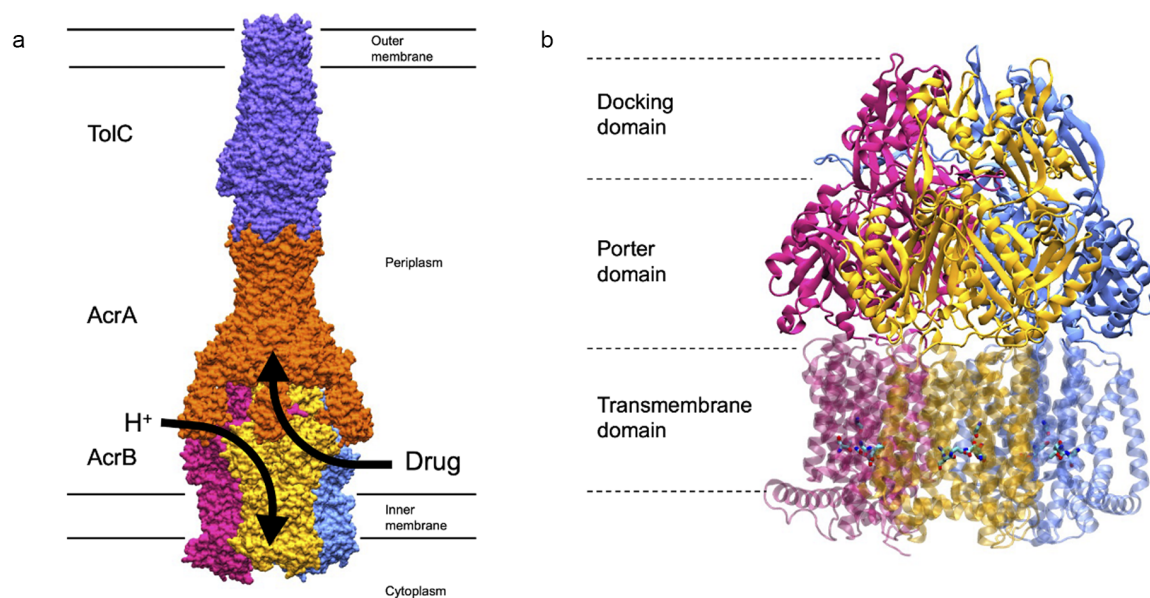 a
Outer
membrane
TolC
Periplasm
AcrA
H⁺
AcrB
Drug
Inner
membrane
Cytoplasm
b
Docking
domain
Porter
domain
Transmembrane
domain